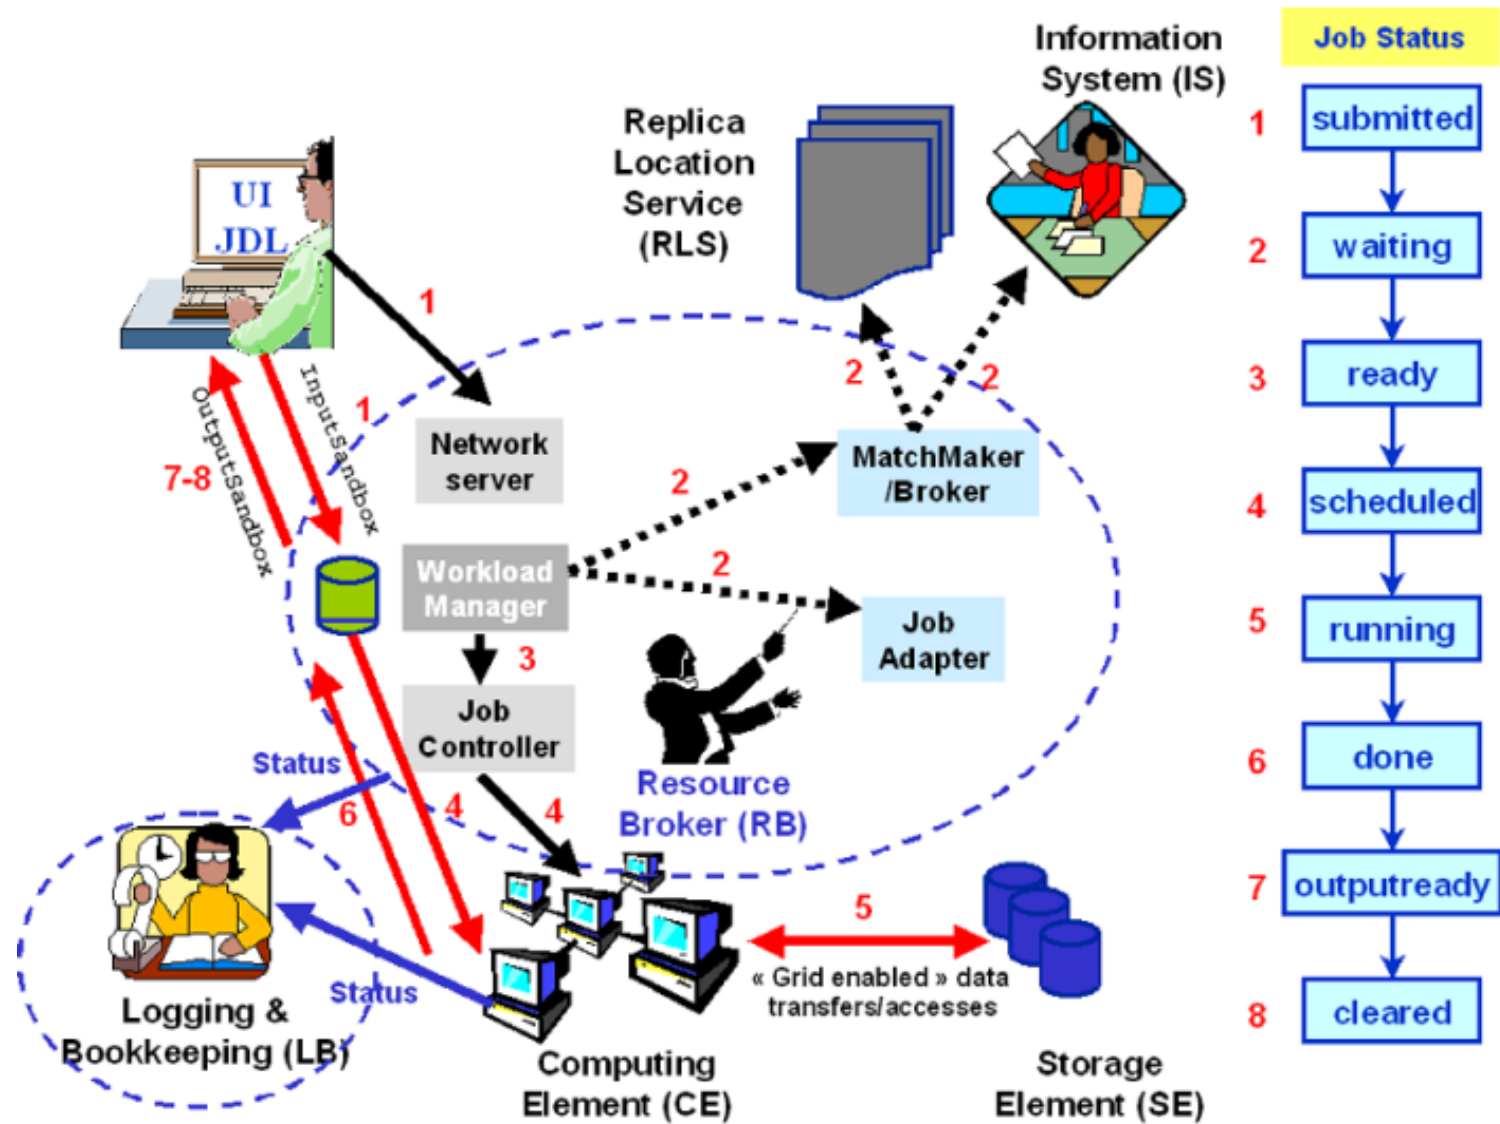 Information
System (IS)
Job Status
Replica
Location
Service
(RLS)
UI
JDL
1
submitted
2
waiting
3
ready
4
scheduled
5
running
6
done
7
outputready
8
cleared
1
1
InputSandbox
OutputSandbox
7-8
Network
server
2
2
MatchMaker
/Broker
2
2
Workload
Manager
3
Job
Adapter
Job
Controller
Resource
Broker (RB)
Status
6
4
4
5
« Grid enabled » data
transfers/accesses
Status
Logging &
Bookkeeping (LB)
Computing
Element (CE)
Storage
Element (SE)